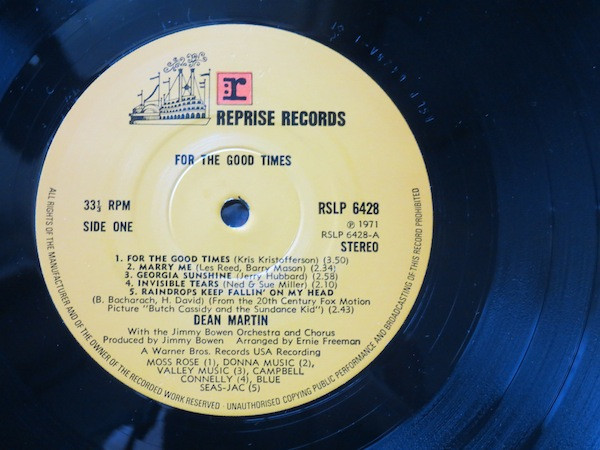 r
REPRISE RECORDS
FOR THE GOOD TIMES
33⅓ RPM
SIDE ONE
RSLP 6428
Ⓟ 1971
RSLP 6428-A
STEREO
1. FOR THE GOOD TIMES (Kris Kristofferson) (3.50)
2. MARRY ME (Les Reed, Barry Mason) (2.34)
3. GEORGIA SUNSHINE (Jerry Hubbard) (2.58)
4. INVISIBLE TEARS (Ned & Sue Miller) (2.10)
5. RAINDROPS KEEP FALLIN' ON MY HEAD
(B. Bacharach, H. David) (From the 20th Century Fox Motion
Picture "Butch Cassidy and the Sundance Kid") (2.43)
DEAN MARTIN
With the Jimmy Bowen Orchestra and Chorus
Produced by Jimmy Bowen Arranged by Ernie Freeman
A Warner Bros. Records USA Recording
MOSS ROSE (1), DONNA MUSIC (2),
VALLEY MUSIC (3), CAMPBELL
CONNELLY (4), BLUE
SEAS-JAC (5)
ALL RIGHTS OF THE MANUFACTURER AND OF THE OWNER OF THE RECORDED WORK RESERVED · UNAUTHORISED COPYING PUBLIC PERFORMANCE AND BROADCASTING OF THIS RECORD PROHIBITED